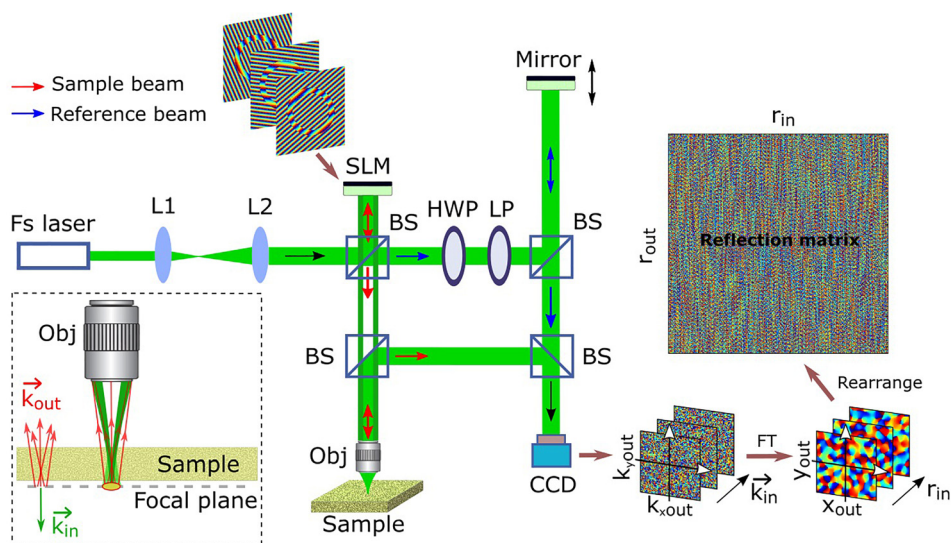 Mirror
Sample beam
Reference beam
r_in
SLM
L1
L2
BS
HWP
LP
BS
Fs laser
r_out
Reflection matrix
Obj
BS
BS
k_out
Rearrange
Sample
Focal plane
Obj
CCD
k_yout
FT
y_out
k_in
Sample
k_xout
k_in
x_out
r_in